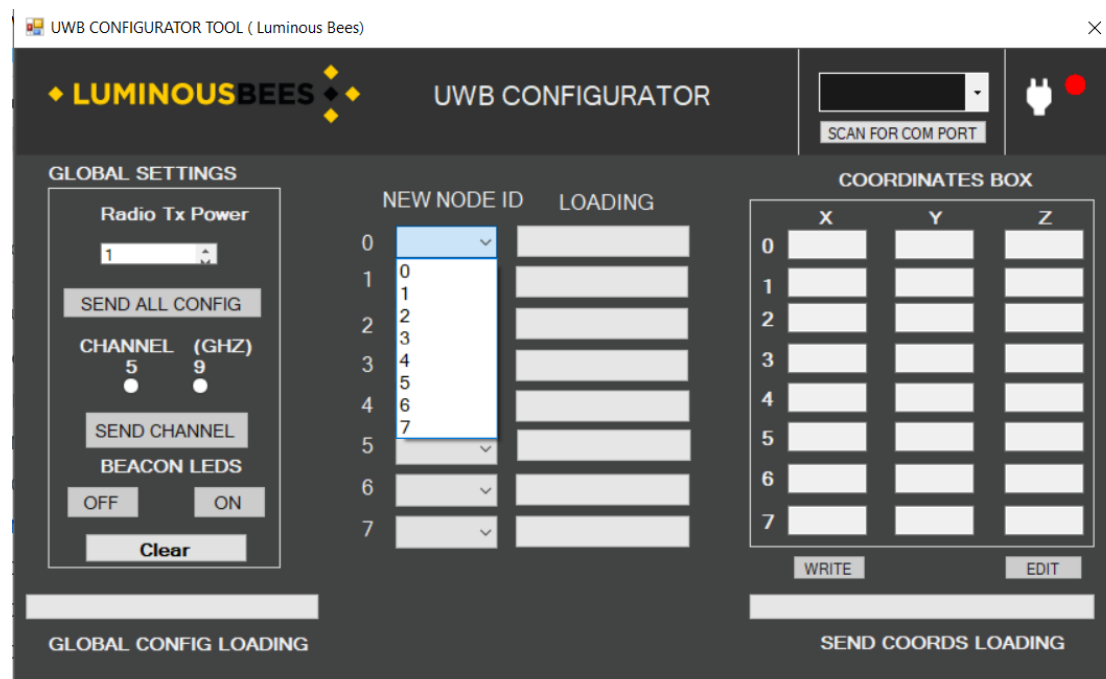 UWB CONFIGURATOR TOOL ( Luminous Bees)
LUMINOUSBEES
UWB CONFIGURATOR
SCAN FOR COM PORT
GLOBAL SETTINGS
Radio Tx Power
1
SEND ALL CONFIG
CHANNEL (GHZ)
5 9
SEND CHANNEL
BEACON LEDS
OFF ON
Clear
GLOBAL CONFIG LOADING
NEW NODE ID LOADING
0
1
2
3
4
5
6
7
0
1
2
3
4
5
6
7
COORDINATES BOX
X Y Z
0
1
2
3
4
5
6
7
WRITE EDIT
SEND COORDS LOADING